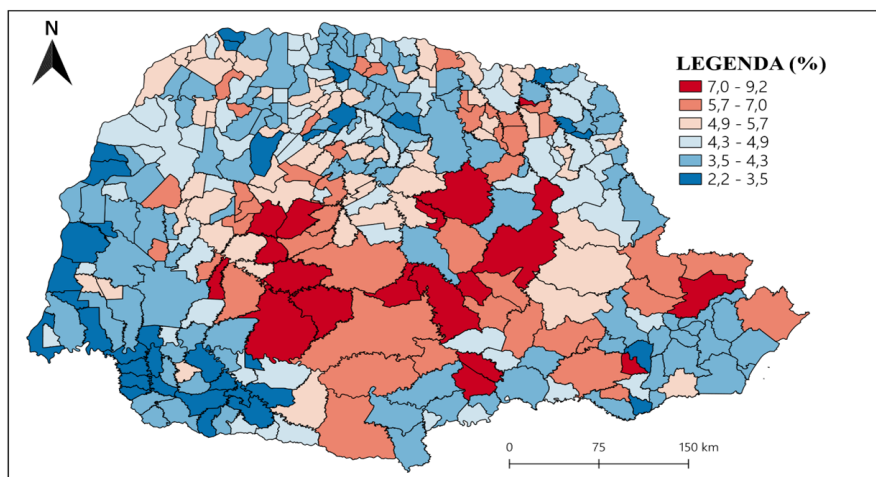 N
LEGENDA (%)
7,0 - 9,2
5,7 - 7,0
4,9 - 5,7
4,3 - 4,9
3,5 - 4,3
2,2 - 3,5
0 75 150 km